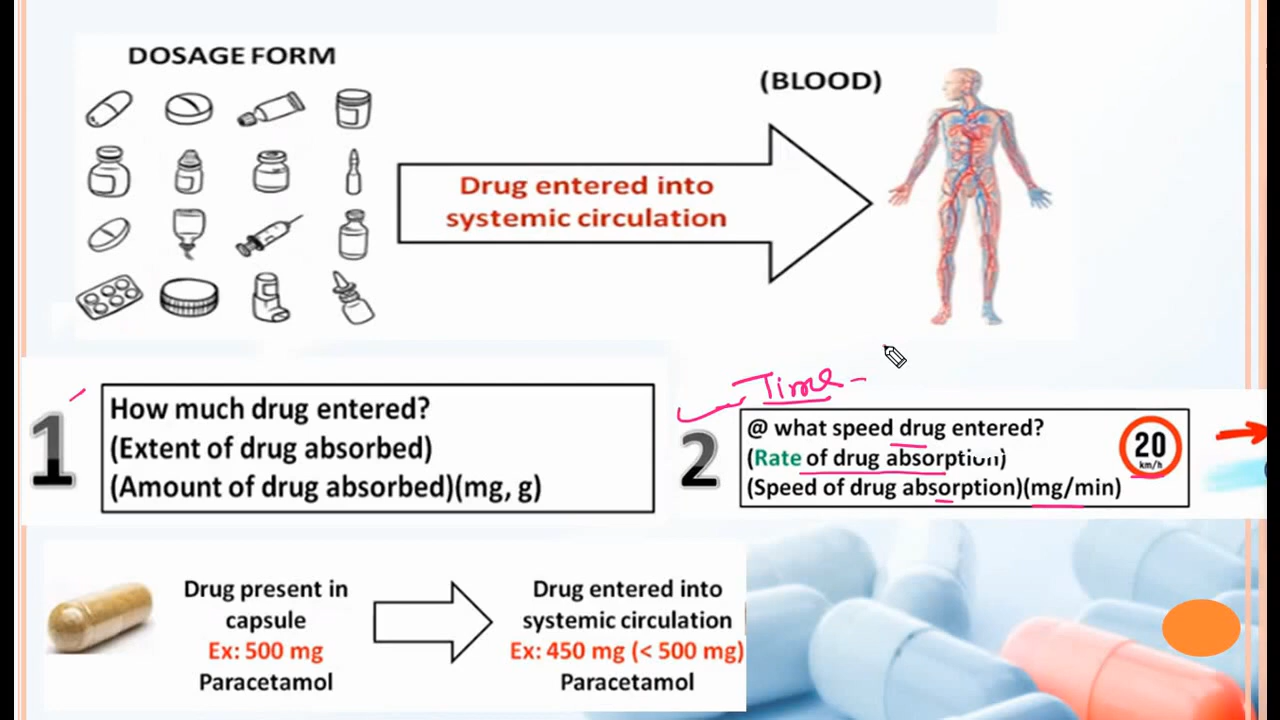 DOSAGE FORM
(BLOOD)
Drug entered into
systemic circulation
1
How much drug entered?
(Extent of drug absorbed)
(Amount of drug absorbed)(mg, g)
Time -
2
@ what speed drug entered?
(Rate of drug absorption)
(Speed of drug absorption)(mg/min)
20
km/h
Drug present in
capsule
Ex: 500 mg
Paracetamol
Drug entered into
systemic circulation
Ex: 450 mg (< 500 mg)
Paracetamol